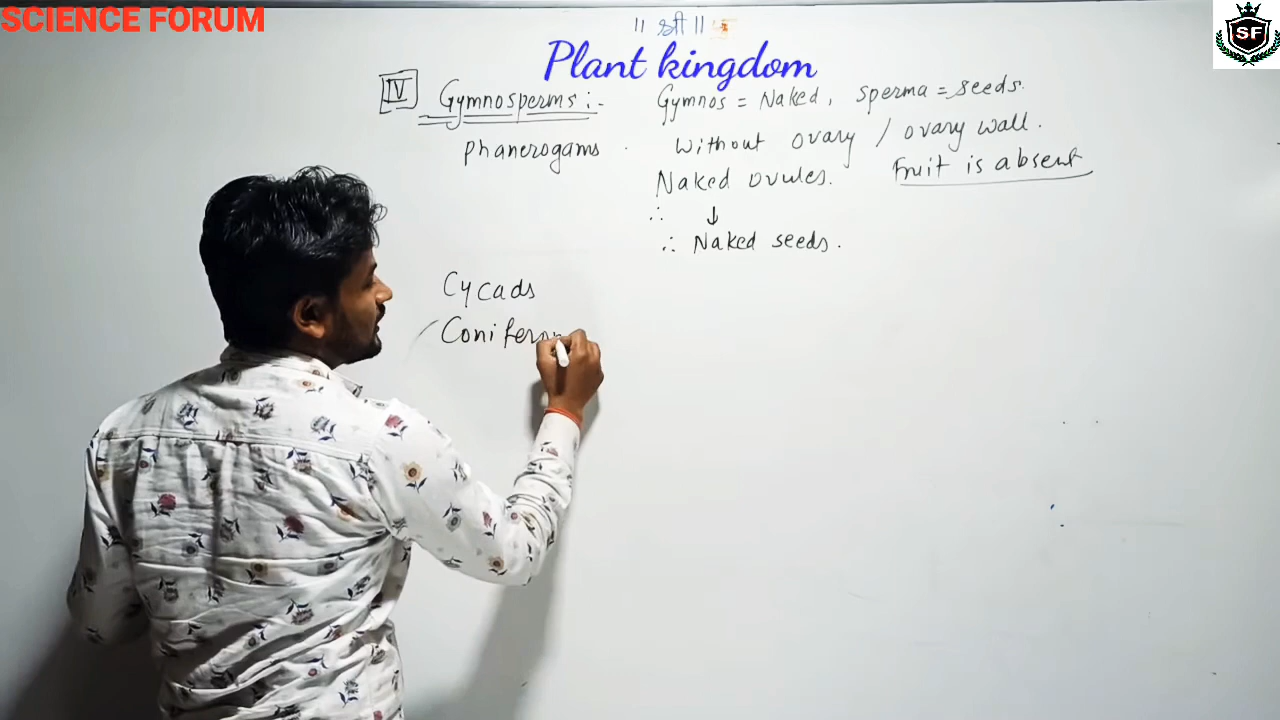 SCIENCE FORUM
|| श्री ||
SF
Plant kingdom
IV Gymnosperms :- Gymnos = Naked, sperma = seeds.
Phanerogams . Without ovary / ovary wall.
Naked ovules. Fruit is absent
∴ ↓
∴ Naked seeds.
Cycads